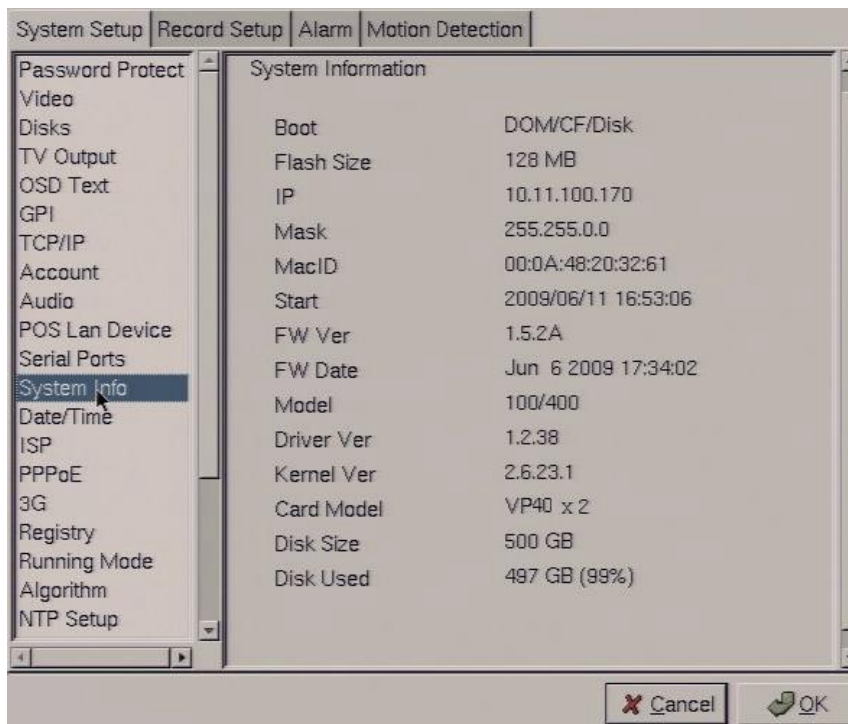 System Setup Record Setup Alarm Motion Detection
Password Protect
Video
Disks
TV Output
OSD Text
GPI
TCP/IP
Account
Audio
POS Lan Device
Serial Ports
System Info
Date/Time
ISP
PPPoE
3G
Registry
Running Mode
Algorithm
NTP Setup
System Information
Boot DOM/CF/Disk
Flash Size 128 MB
IP 10.11.100.170
Mask 255.255.0.0
MacID 00:0A:48:20:32:61
Start 2009/06/11 16:53:06
FW Ver 1.5.2A
FW Date Jun 6 2009 17:34:02
Model 100/400
Driver Ver 1.2.38
Kernel Ver 2.6.23.1
Card Model VP40 x 2
Disk Size 500 GB
Disk Used 497 GB (99%)
Cancel OK